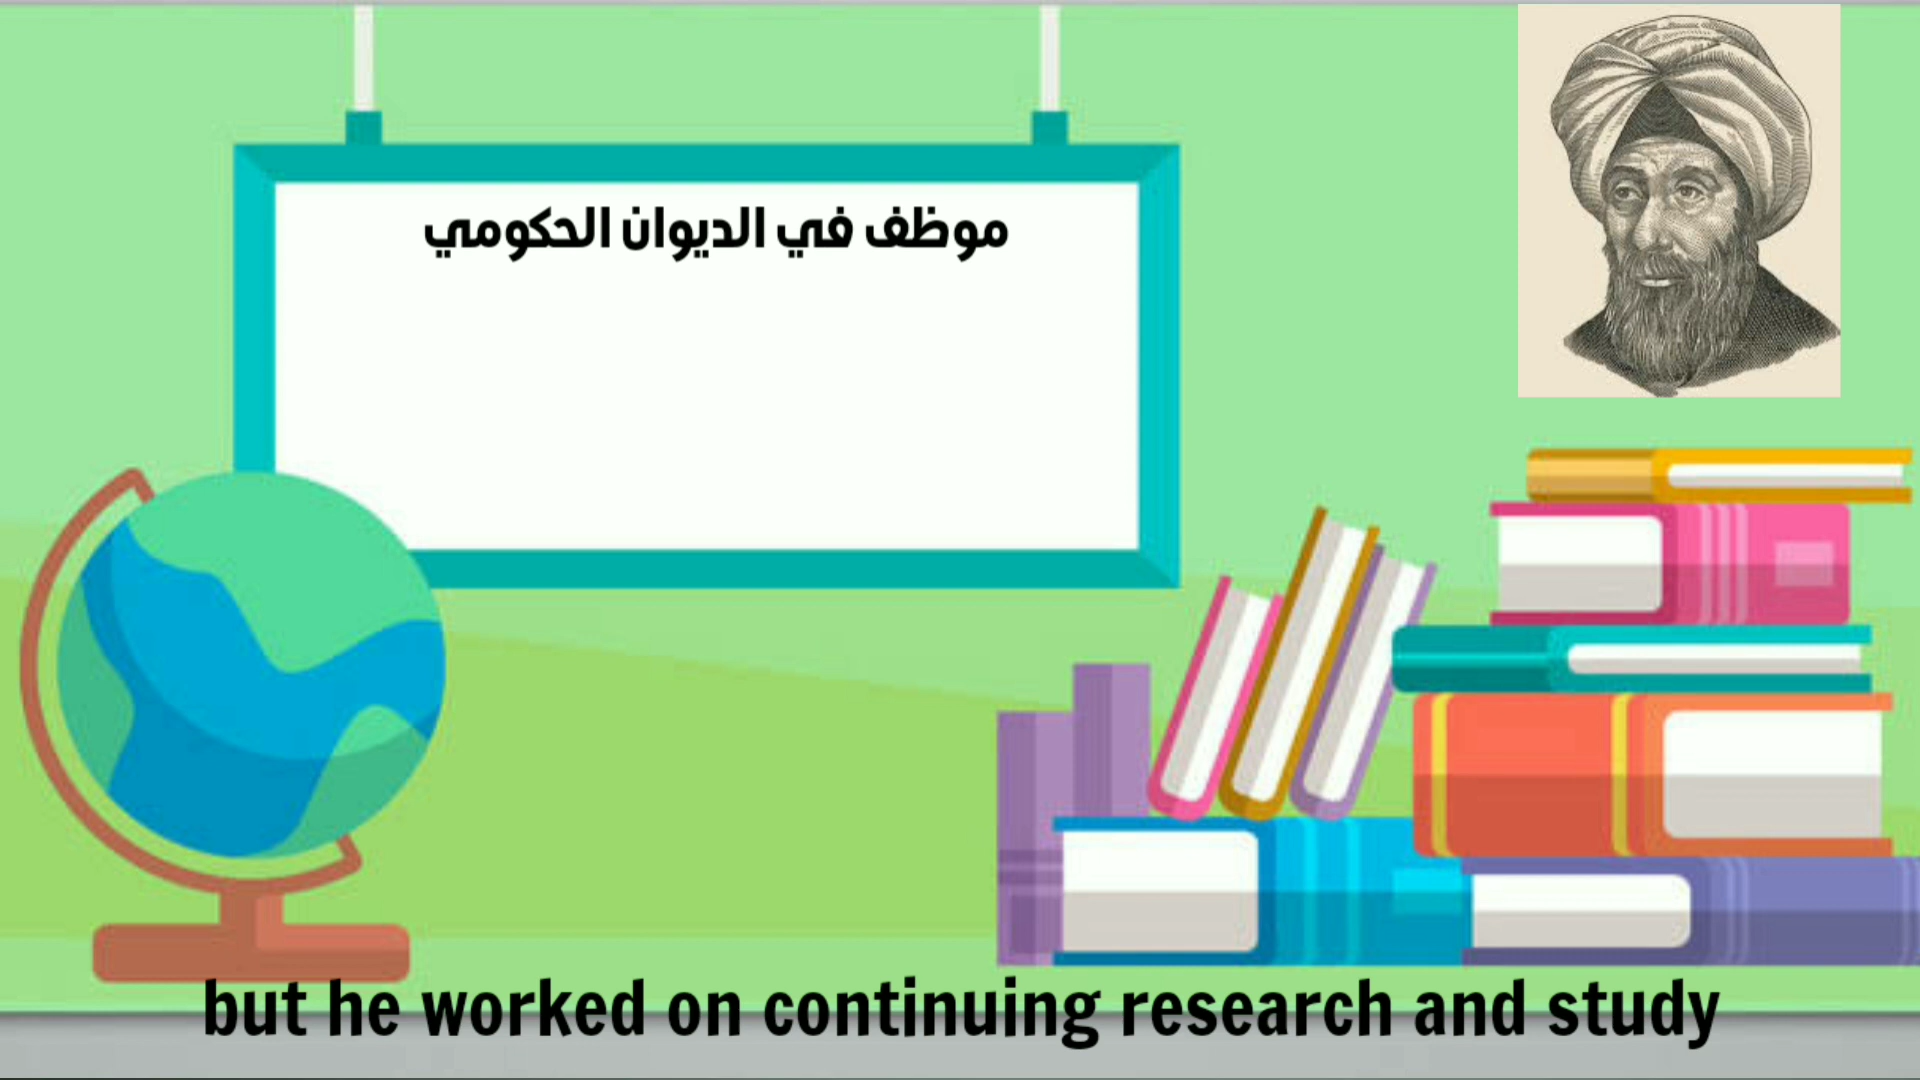 موظف في الديوان الحكومي
but he worked on continuing research and study